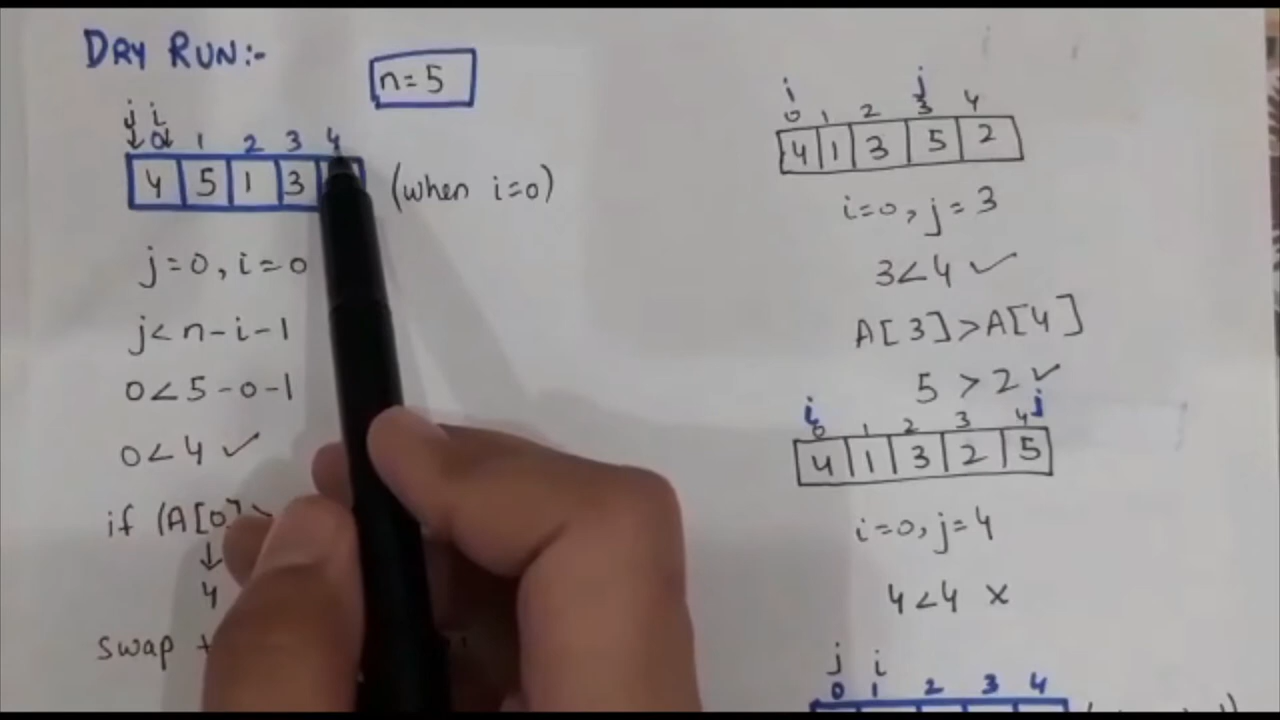 DRY RUN:-
n=5
j i
0 1 2 3 4
4 5 1 3
(when i=0)
j=0, i=0
j<n-i-1
0<5-0-1
0<4 ✓
if (A[0]
↓
4
swap
i j
0 1 2 3 4
4 1 3 5 2
i=0, j=3
3<4 ✓
A[3]>A[4]
5 >2 ✓
i j
0 1 2 3 4
4 1 3 2 5
i=0, j=4
4<4 ×
j i
0 1 2 3 4